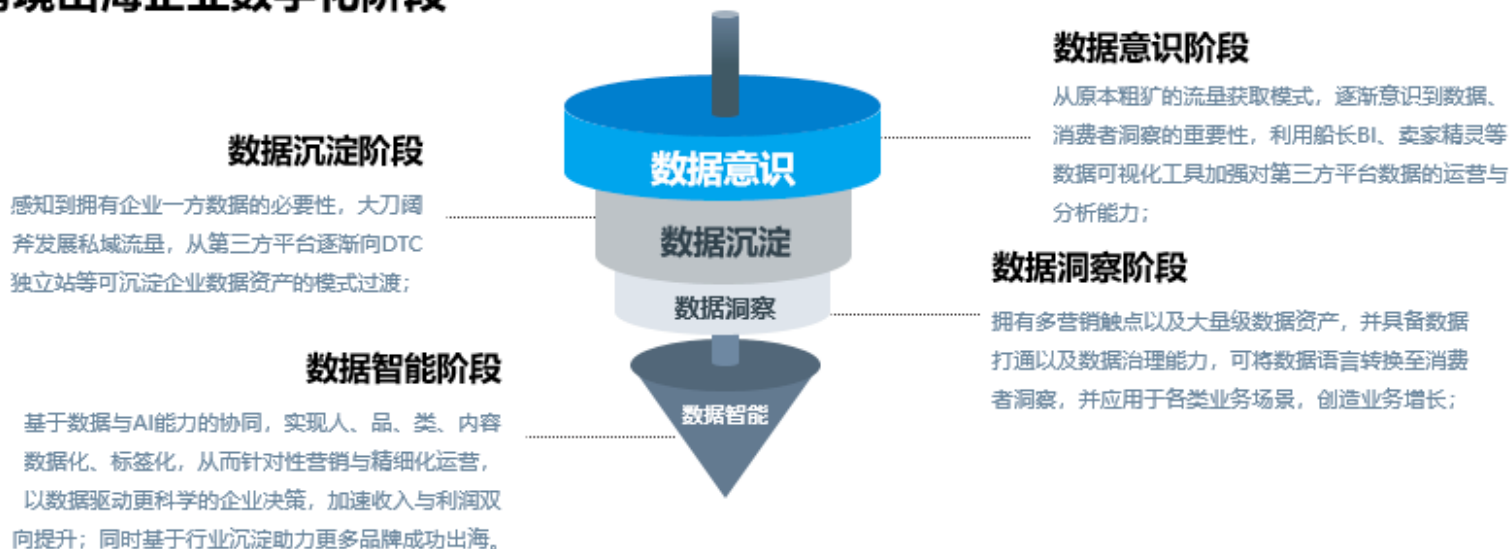 境出海企业数字化阶段
数据意识阶段
从原本粗犷的流量获取模式，逐渐意识到数据、
消费者洞察的重要性，利用船长BI、卖家精灵等
数据可视化工具加强对第三方平台数据的运营与
分析能力；
数据沉淀阶段
感知到拥有企业一方数据的必要性，大刀阔
斧发展私域流量，从第三方平台逐渐向DTC
独立站等可沉淀企业数据资产的模式过渡；
数据意识
数据沉淀
数据洞察
数据智能
数据洞察阶段
拥有多营销触点以及大量级数据资产，并具备数据
打通以及数据治理能力，可将数据语言转换至消费
者洞察，并应用于各类业务场景，创造业务增长；
数据智能阶段
基于数据与AI能力的协同，实现人、品、类、内容
数据化、标签化，从而针对性营销与精细化运营，
以数据驱动更科学的企业决策，加速收入与利润双
向提升；同时基于行业沉淀助力更多品牌成功出海。